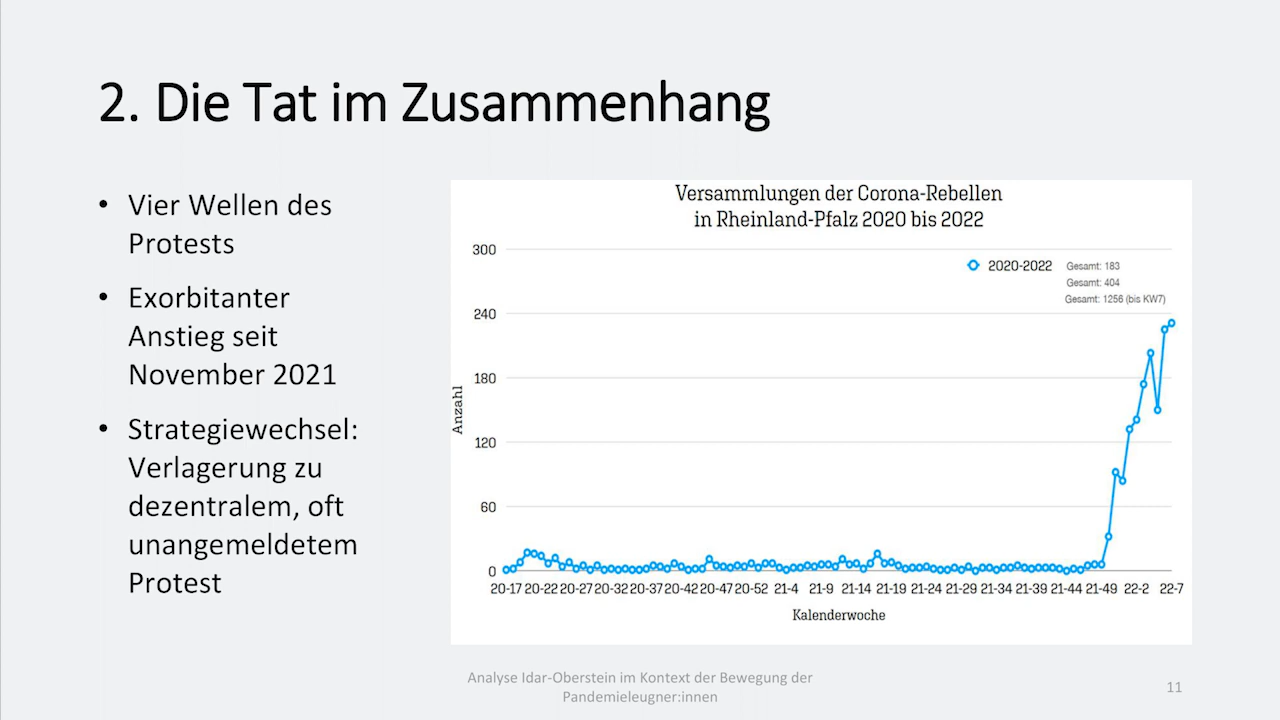 2. Die Tat im Zusammenhang
• Vier Wellen des
Protests
• Exorbitanter
Anstieg seit
November 2021
• Strategiewechsel:
Verlagerung zu
dezentralem, oft
unangemeldetem
Protest
Versammlungen der Corona-Rebellen
in Rheinland-Pfalz 2020 bis 2022
2020-2022
Gesamt: 183
Gesamt: 404
Gesamt: 1256 (bis KW7)
Anzahl
300
240
180
120
60
0
20-17 20-22 20-27 20-32 20-37 20-42 20-47 20-52 21-4 21-9 21-14 21-19 21-24 21-29 21-34 21-39 21-44 21-49 22-2 22-7
Kalenderwoche
Analyse Idar-Oberstein im Kontext der Bewegung der
Pandemieleugner:innen
11